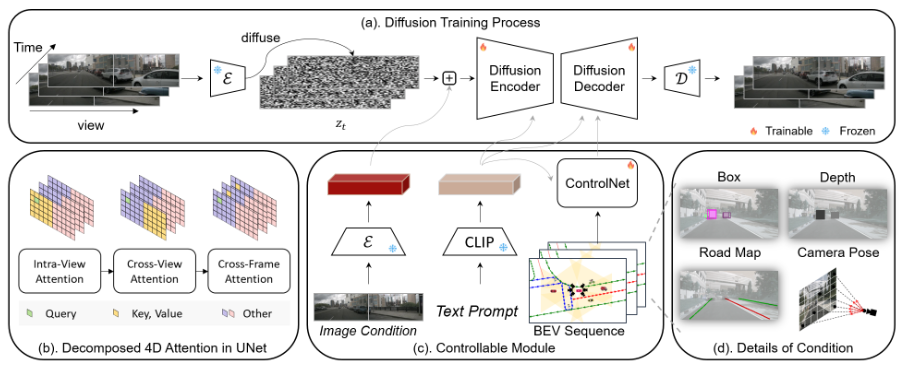 (a). Diffusion Training Process
Time
view
diffuse
ℰ
z_t
+
Diffusion
Encoder
Diffusion
Decoder
𝒟
Trainable
Frozen
Intra-View
Attention
Cross-View
Attention
Cross-Frame
Attention
Query
Key, Value
Other
(b). Decomposed 4D Attention in UNet
ℰ
CLIP
ControlNet
Image Condition
Text Prompt
BEV Sequence
(c). Controllable Module
Box
Depth
Road Map
Camera Pose
(d). Details of Condition